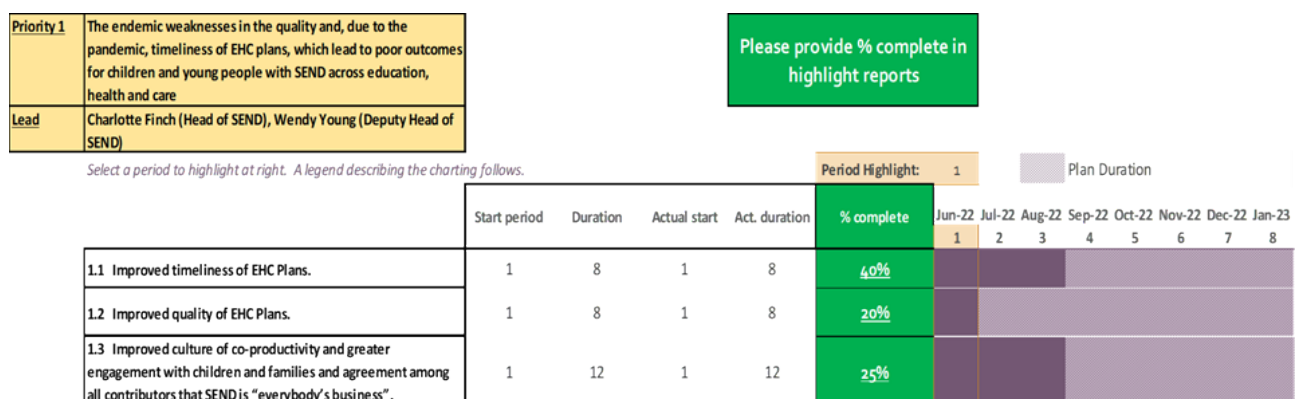 Priority 1 The endemic weaknesses in the quality and, due to the
pandemic, timeliness of EHC plans, which lead to poor outcomes
for children and young people with SEND across education,
health and care
Please provide % complete in
highlight reports
Lead Charlotte Finch (Head of SEND), Wendy Young (Deputy Head of
SEND)
Select a period to highlight at right. A legend describing the charting follows.
Period Highlight: 1 Plan Duration
Start period Duration Actual start Act. duration % complete Jun-22 Jul-22 Aug-22 Sep-22 Oct-22 Nov-22 Dec-22 Jan-23
1 2 3 4 5 6 7 8
1.1 Improved timeliness of EHC Plans. 1 8 1 8 40%
1.2 Improved quality of EHC Plans. 1 8 1 8 20%
1.3 Improved culture of co-productivity and greater
engagement with children and families and agreement among 1 12 1 12 25%
all contributors that SEND is "everybody's business".